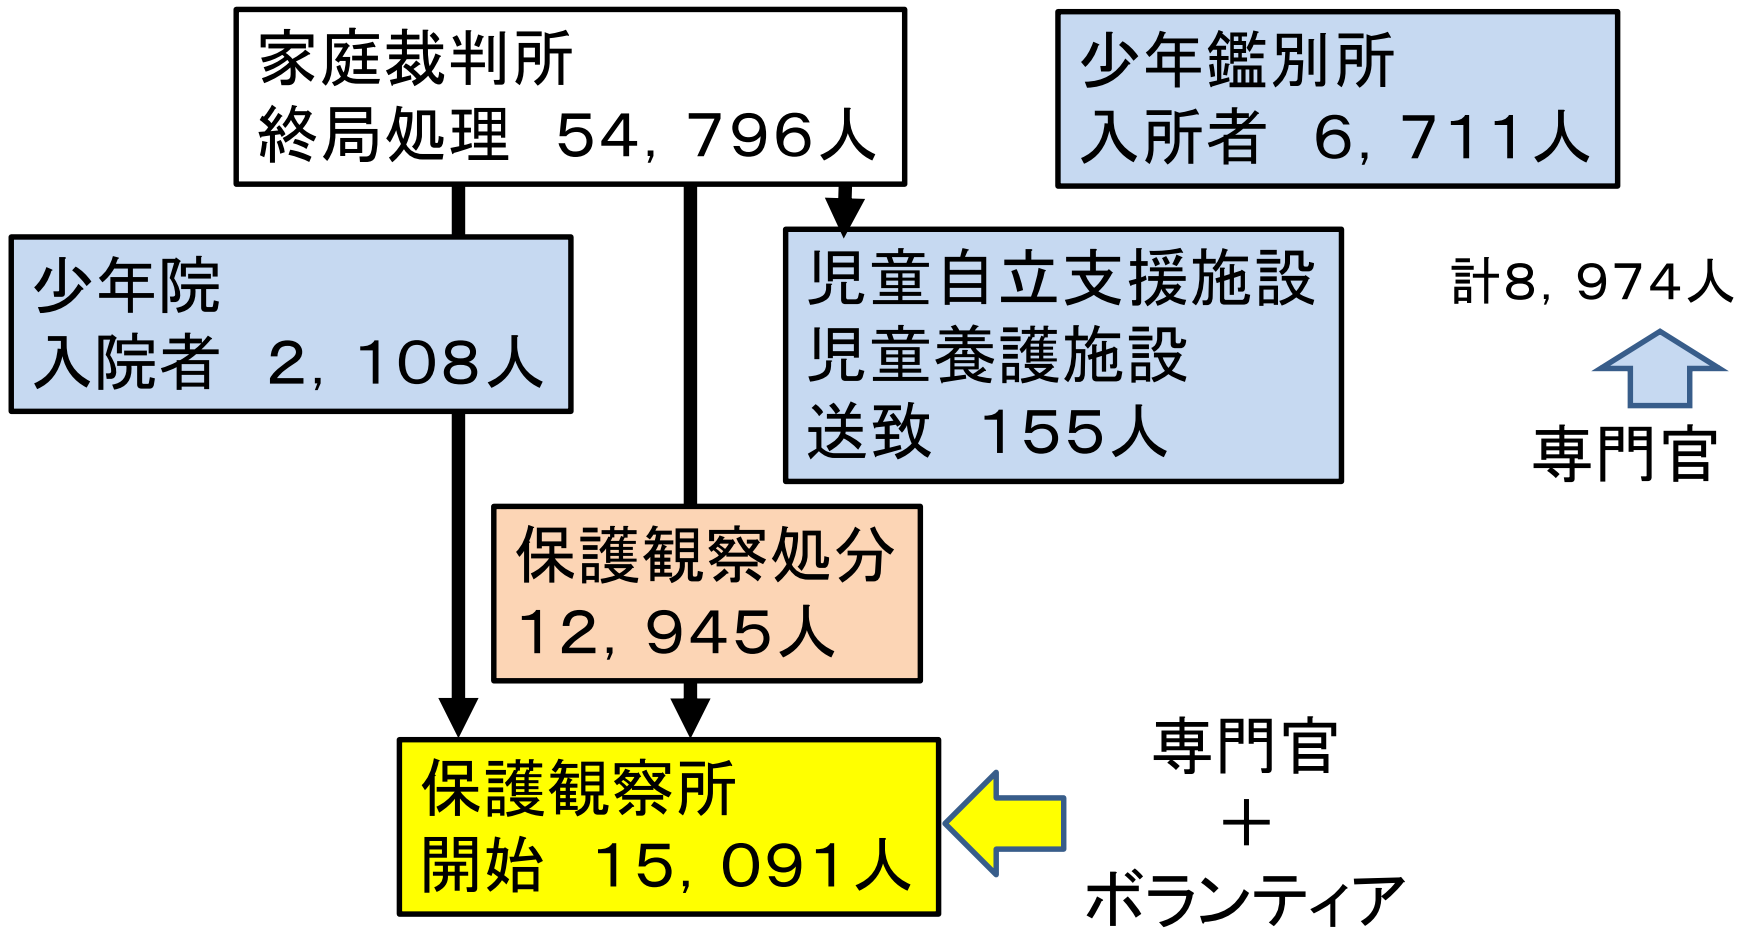 家庭裁判所
終局処理　５４，７９６人
少年鑑別所
入所者　６，７１１人
少年院
入院者　２，１０８人
児童自立支援施設
児童養護施設
送致　１５５人
計８，９７４人
専門官
保護観察処分
１２，９４５人
保護観察所
開始　１５，０９１人
専門官
＋
ボランティア